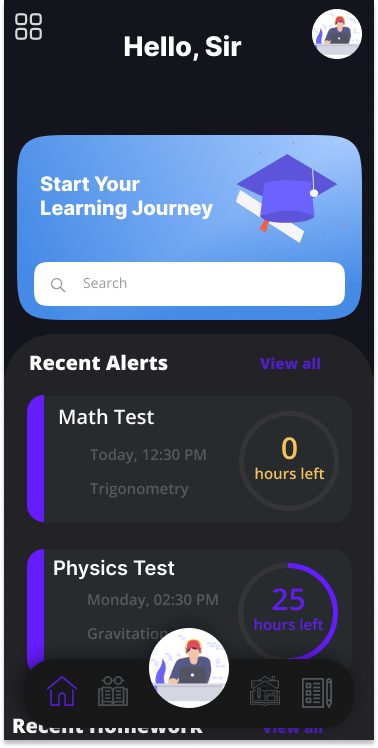 Hello, Sir
Start Your
Learning Journey
Search
Recent Alerts
View all
Math Test
Today, 12:30 PM
Trigonometry
0
hours left
Physics Test
Monday, 02:30 PM
Gravitation
25
hours left
Recent Homework
View all